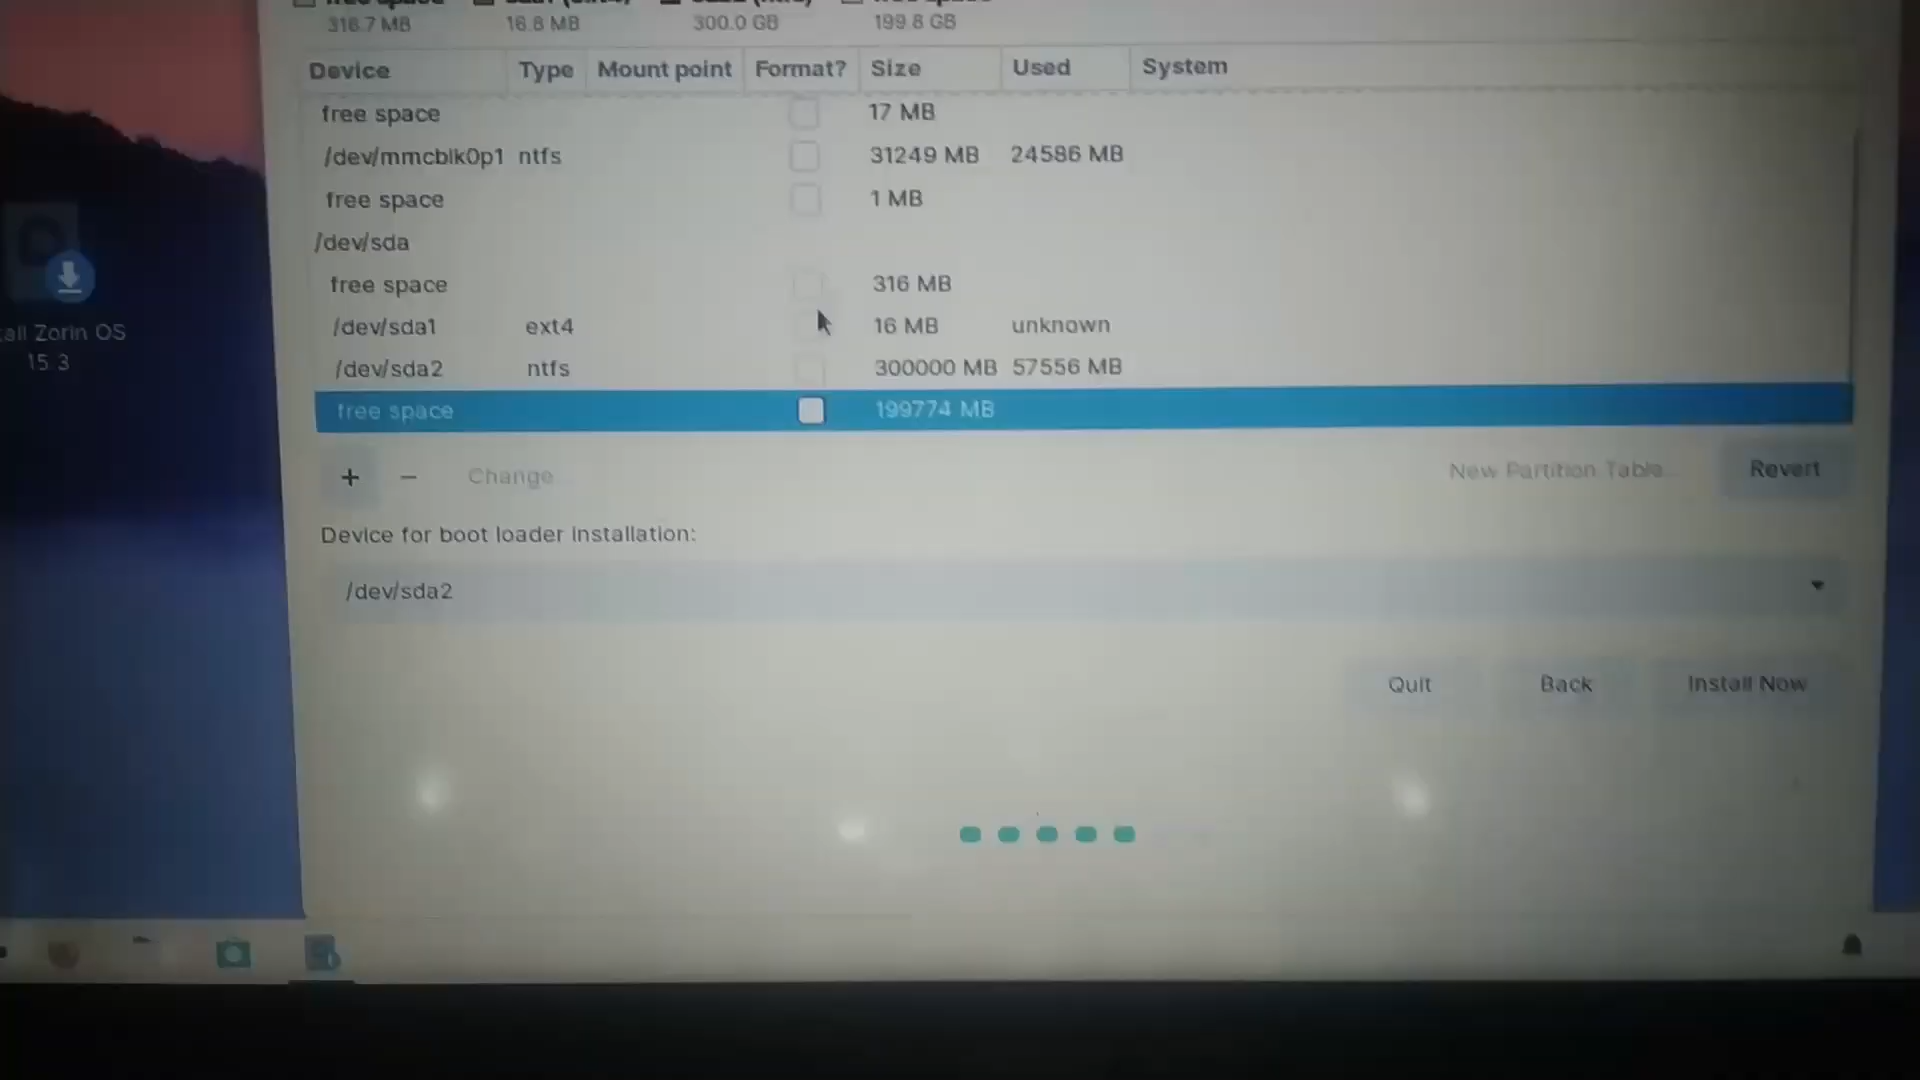 316.7 MB 16.8 MB 300.0 GB 199.8 GB
Device Type Mount point Format? Size Used System
free space 17 MB
/dev/mmcblk0p1 ntfs 31249 MB 24586 MB
free space 1 MB
/dev/sda
free space 316 MB
/dev/sda1 ext4 16 MB unknown
/dev/sda2 ntfs 300000 MB 57556 MB
free space 199774 MB
+ − Change... New Partition Table... Revert
Device for boot loader installation:
/dev/sda2
Quit Back Install Now
all Zorin OS
15.3